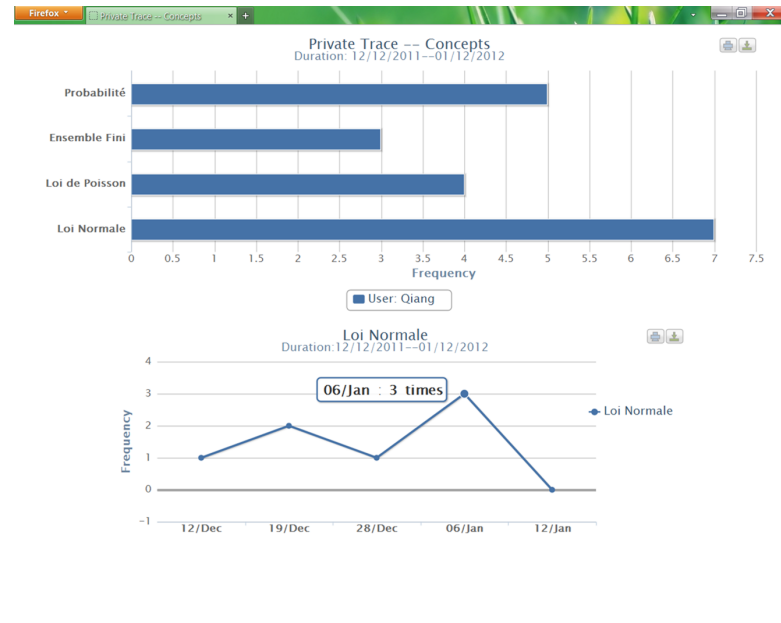 Firefox
Private Trace -- Concepts × +
Private Trace -- Concepts
Duration: 12/12/2011--01/12/2012
Probabilité
Ensemble Fini
Loi de Poisson
Loi Normale
0 0.5 1 1.5 2 2.5 3 3.5 4 4.5 5 5.5 6 6.5 7 7.5
Frequency
User: Qiang
Loi Normale
Duration:12/12/2011--01/12/2012
4
06/Jan : 3 times
3
Loi Normale
2
Frequency
1
0
-1
12/Dec 19/Dec 28/Dec 06/Jan 12/Jan